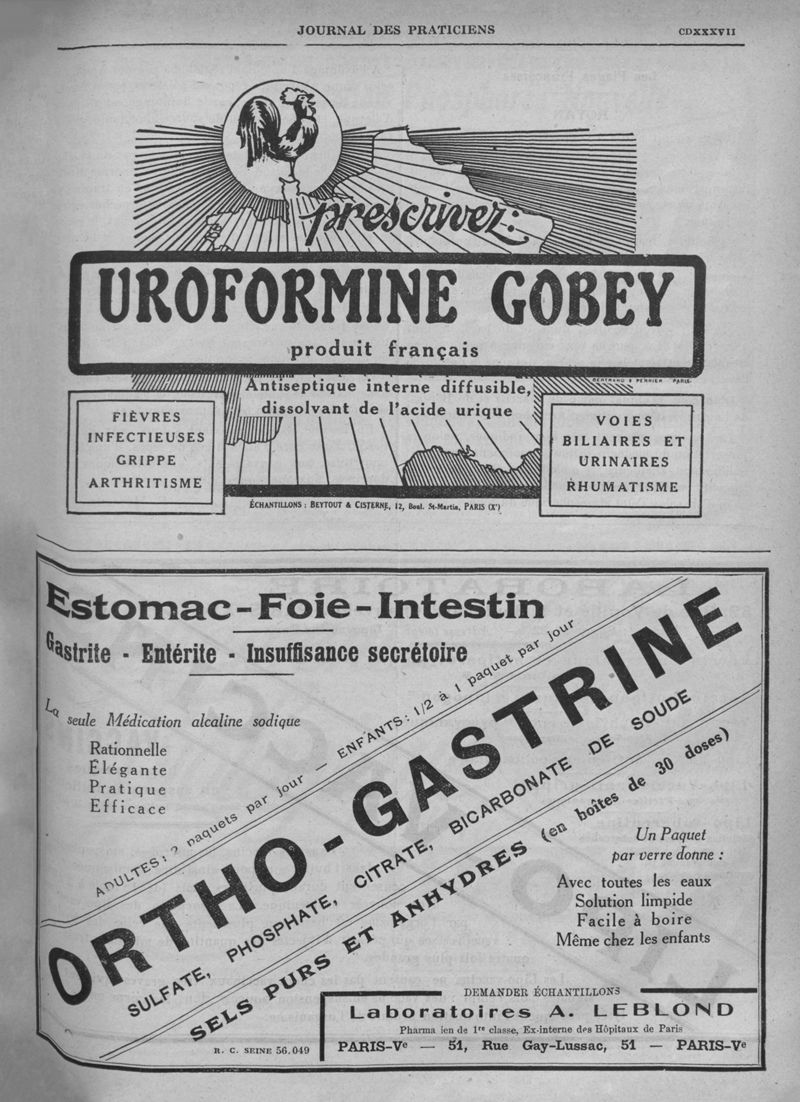 JOURNAL DES PRATICIENS
CDXXXVII
prescrivez:
UROFORMINE GOBEY
produit français
BERTRAND & PERRIER PARIS
Antiseptique interne diffusible,
dissolvant de l'acide urique
FIÈVRES
INFECTIEUSES
GRIPPE
ARTHRITISME
VOIES
BILIAIRES ET
URINAIRES
RHUMATISME
ÉCHANTILLONS : BEYTOUT & CISTERNE, 12, Boul. St-Martin, PARIS (Xᵉ)
Estomac - Foie - Intestin
Gastrite - Entérite - Insuffisance secrétoire
La seule Médication alcaline sodique
Rationnelle
Élégante
Pratique
Efficace
ADULTES : 2 paquets par jour — ENFANTS : 1/2 à 1 paquet par jour
ORTHO-GASTRINE
SULFATE, PHOSPHATE, CITRATE, BICARBONATE DE SOUDE
SELS PURS ET ANHYDRES (en boîtes de 30 doses)
Un Paquet
par verre donne :
Avec toutes les eaux
Solution limpide
Facile à boire
Même chez les enfants
DEMANDER ÉCHANTILLONS
Laboratoires A. LEBLOND
Pharma ien de 1re classe, Ex-interne des Hôpitaux de Paris
PARIS-Ve — 51, Rue Gay-Lussac, 51 — PARIS-Ve
R. C. SEINE 56.049